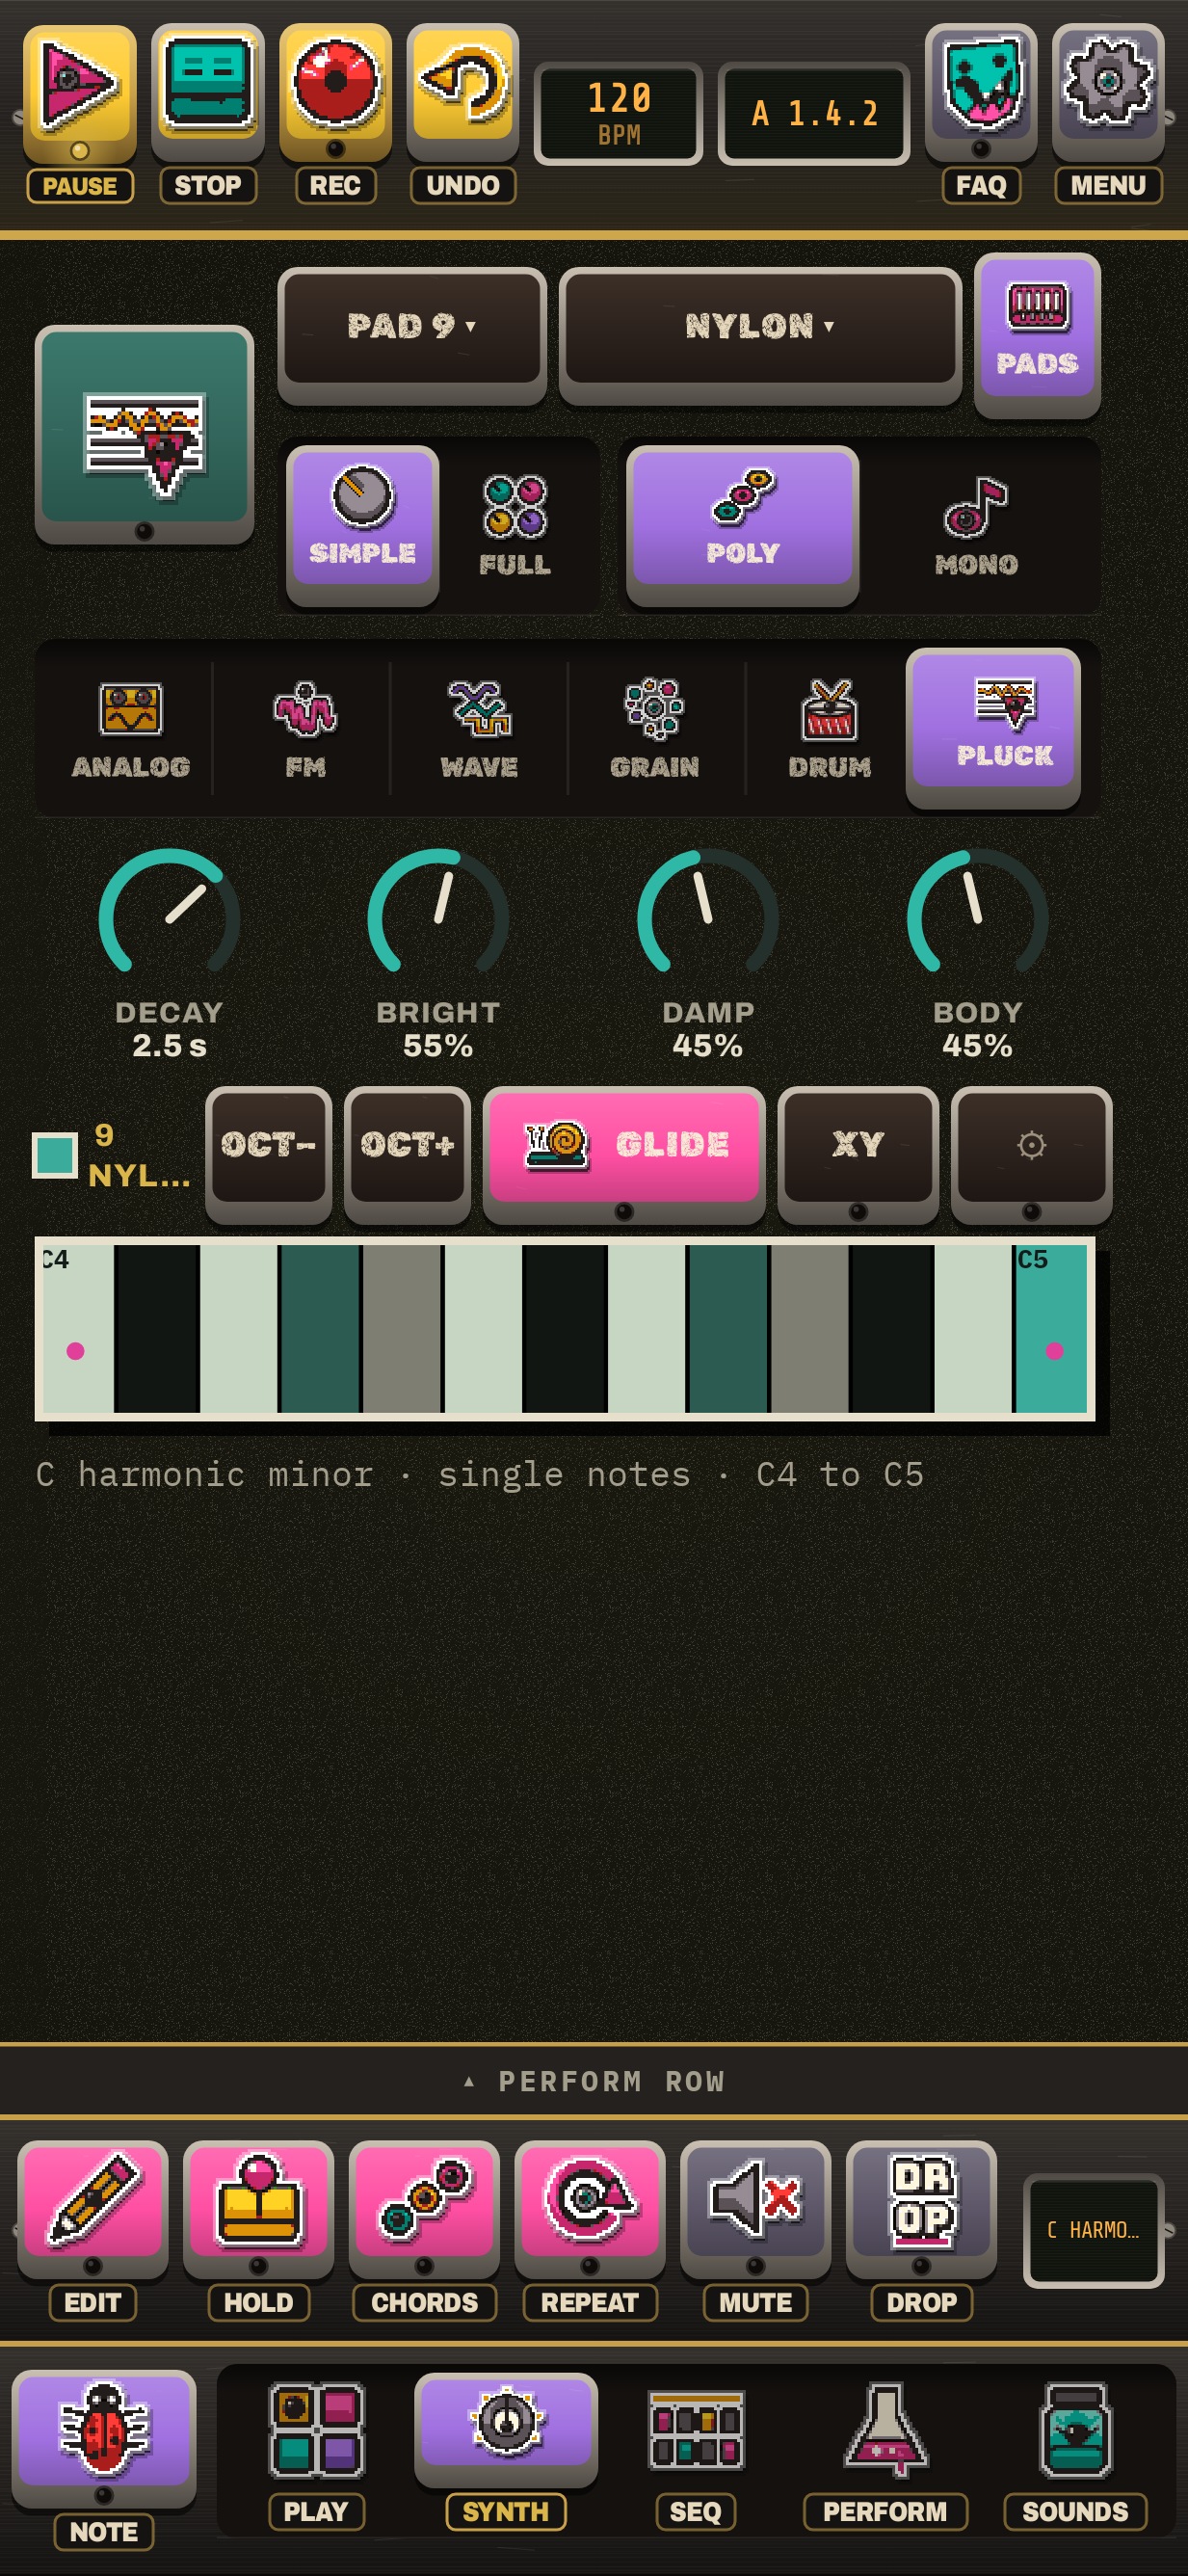 120
BPM
A 1.4.2
PAUSE
STOP
REC
UNDO
FAQ
MENU
PAD 9 ▾
NYLON ▾
PADS
SIMPLE
FULL
POLY
MONO
ANALOG
FM
WAVE
GRAIN
DRUM
PLUCK
DECAY
2.5 s
BRIGHT
55%
DAMP
45%
BODY
45%
9
NYL...
OCT-
OCT+
GLIDE
XY
C4
C5
C harmonic minor · single notes · C4 to C5
▴ PERFORM ROW
DR
OP
C HARMO...
EDIT
HOLD
CHORDS
REPEAT
MUTE
DROP
NOTE
PLAY
SYNTH
SEQ
PERFORM
SOUNDS